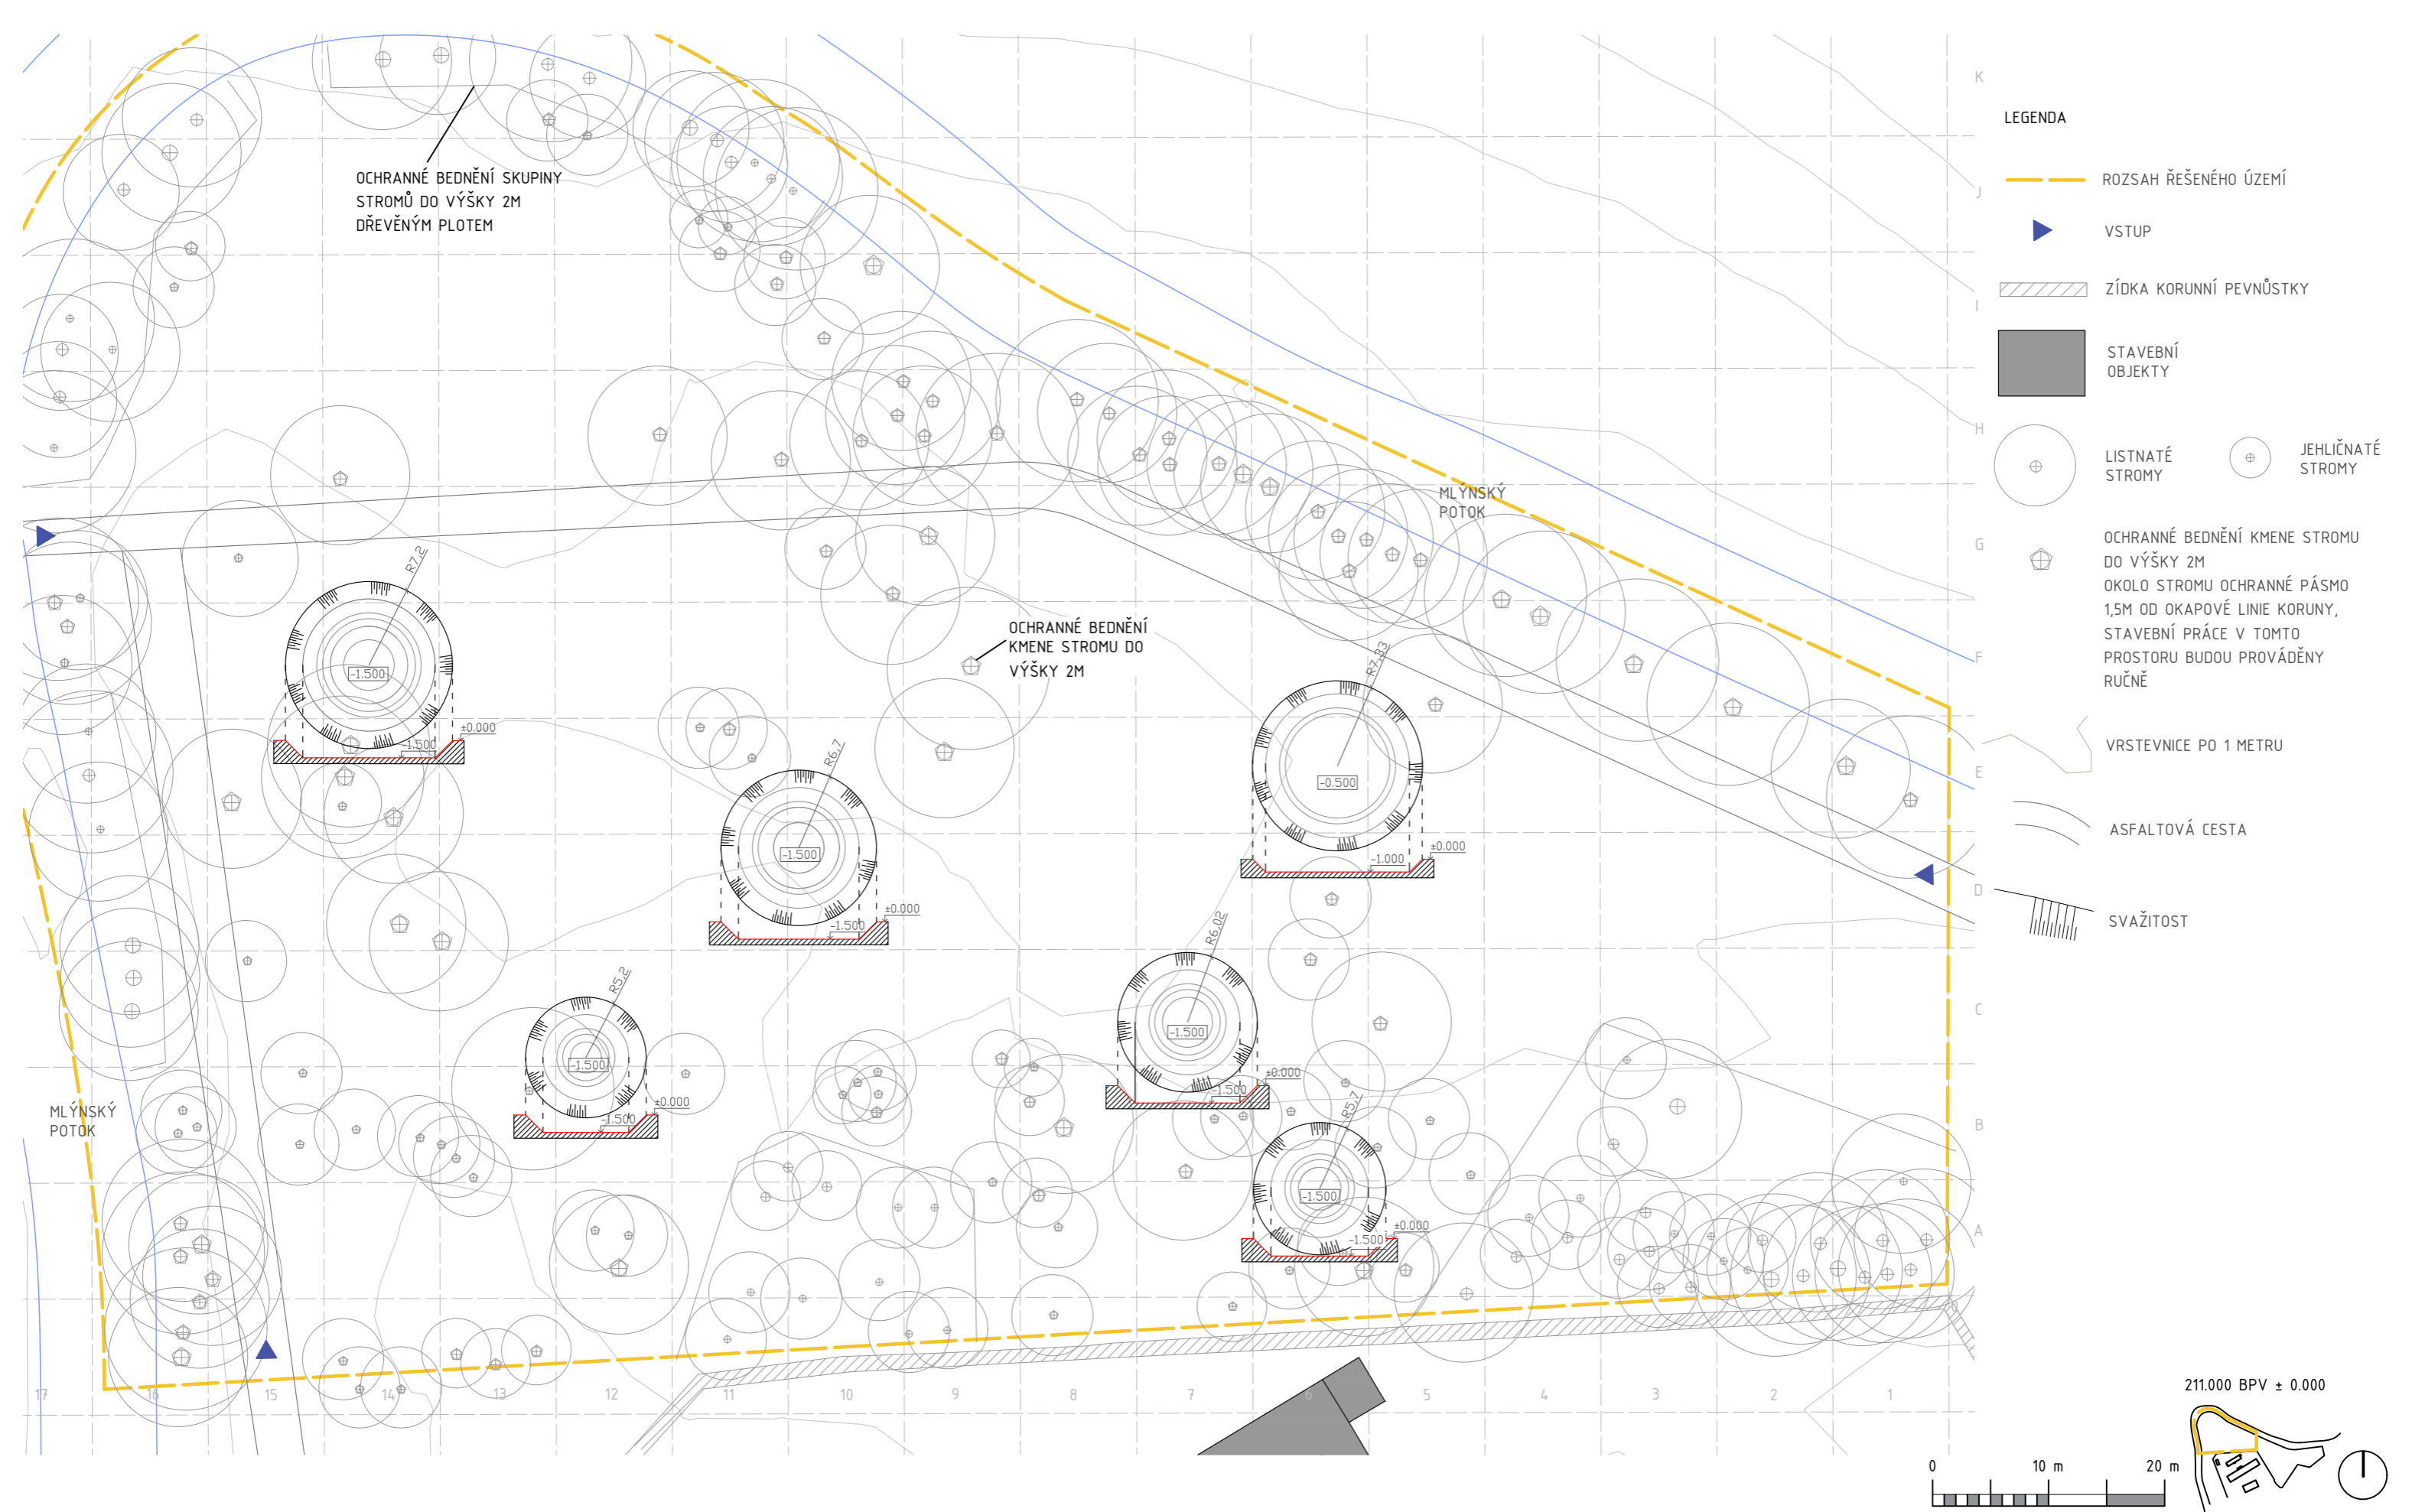 OCHRANNÉ BEDNĚNÍ SKUPINY
STROMŮ DO VÝŠKY 2M
DŘEVĚNÝM PLOTEM
OCHRANNÉ BEDNĚNÍ
KMENE STROMU DO
VÝŠKY 2M
MLÝNSKÝ
POTOK
MLÝNSKÝ
POTOK
R7,2
-1.500
-1.500
±0.000
R6,7
-1.500
-1.500
±0.000
R7,33
-0.500
-1.000
±0.000
R5,2
-1.500
-1.500
±0.000
R6,02
-1.500
-1.500
±0.000
R5,7
-1.500
-1.500
±0.000
K
J
I
H
G
F
E
D
C
B
A
0
17
16
15
14
13
12
11
10
9
8
7
6
5
4
3
2
1
LEGENDA
ROZSAH ŘEŠENÉHO ÚZEMÍ
VSTUP
ZÍDKA KORUNNÍ PEVNŮSTKY
STAVEBNÍ
OBJEKTY
LISTNATÉ
STROMY
JEHLIČNATÉ
STROMY
OCHRANNÉ BEDNĚNÍ KMENE STROMU
DO VÝŠKY 2M
OKOLO STROMU OCHRANNÉ PÁSMO
1,5M OD OKAPOVÉ LINIE KORUNY,
STAVEBNÍ PRÁCE V TOMTO
PROSTORU BUDOU PROVÁDĚNY
RUČNĚ
VRSTEVNICE PO 1 METRU
ASFALTOVÁ CESTA
SVAŽITOST
211.000 BPV ± 0.000
0
10 m
20 m